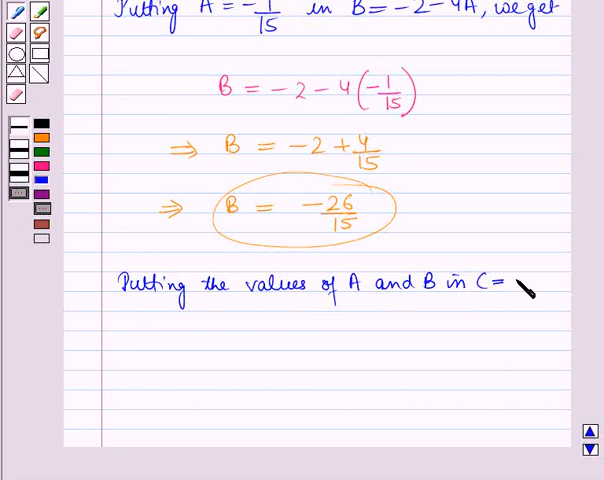 Putting A = -1/15 in B = -2 - 4A, we get
B = -2 - 4(-1/15)
⇒ B = -2 + 4/15
⇒ B = -26/15
Putting the values of A and B in C =